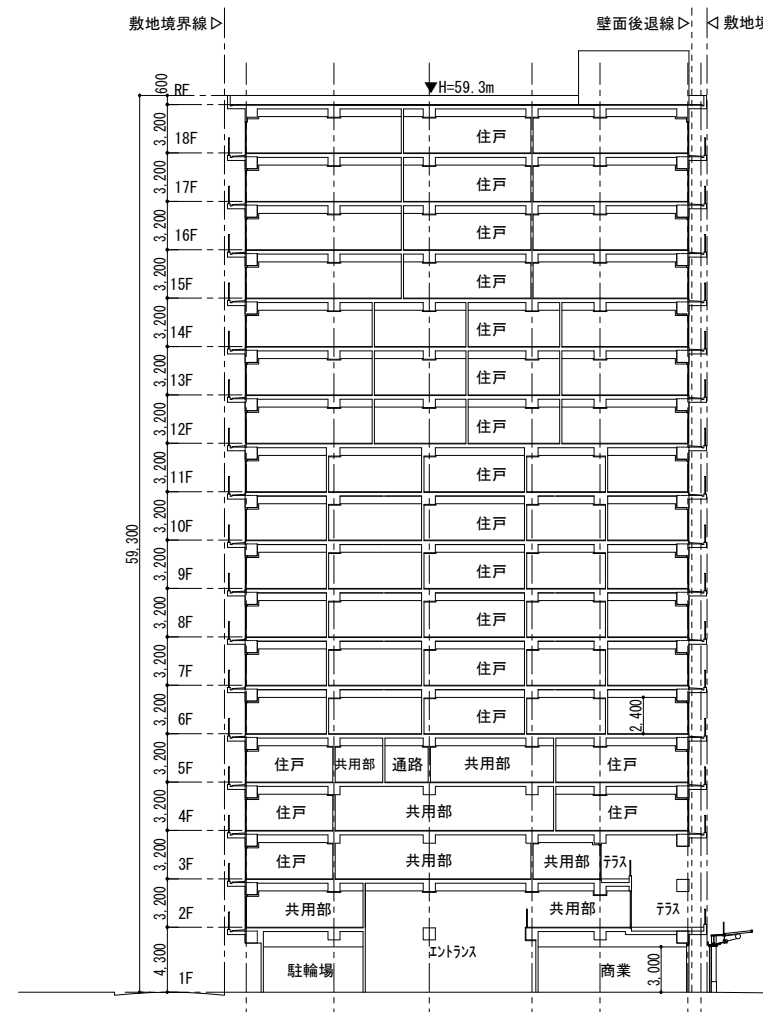 敷地境界線▷
壁面後退線▷
◁敷地境
▼H=59.3m
600
RF
3,200
18F
住戸
3,200
17F
住戸
3,200
16F
住戸
3,200
15F
住戸
3,200
14F
住戸
3,200
13F
住戸
3,200
12F
住戸
3,200
11F
住戸
3,200
10F
住戸
59,300
3,200
9F
住戸
3,200
8F
住戸
3,200
7F
住戸
3,200
6F
住戸
2,400
3,200
5F
住戸
共用部
通路
共用部
住戸
3,200
4F
住戸
共用部
住戸
3,200
3F
住戸
共用部
共用部
テラス
3,200
2F
共用部
共用部
テラス
4,300
1F
駐輪場
エントランス
商業
3,000